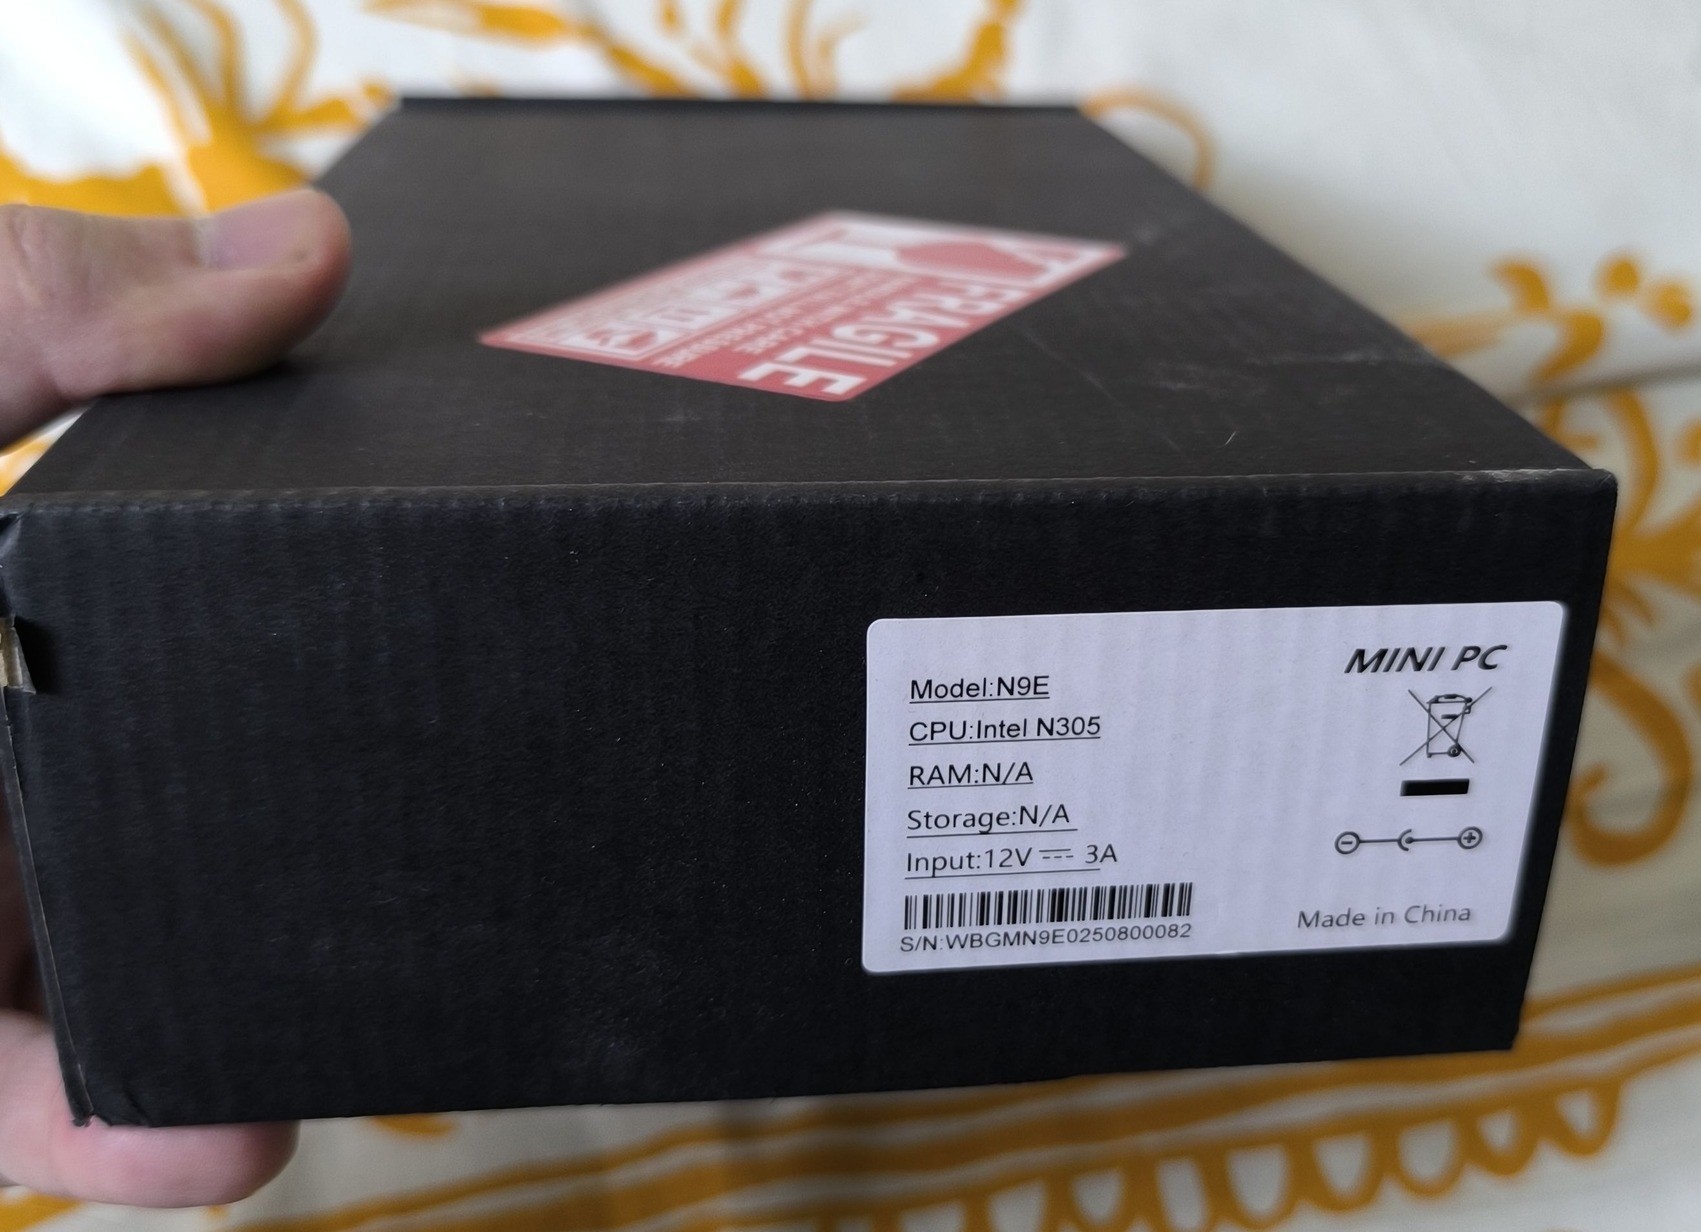 FRAGILE
MINI PC
Model:N9E
CPU:Intel N305
RAM:N/A
Storage:N/A
Input:12V ⎓ 3A
S/N:WBGMN9E0250800082
Made in China